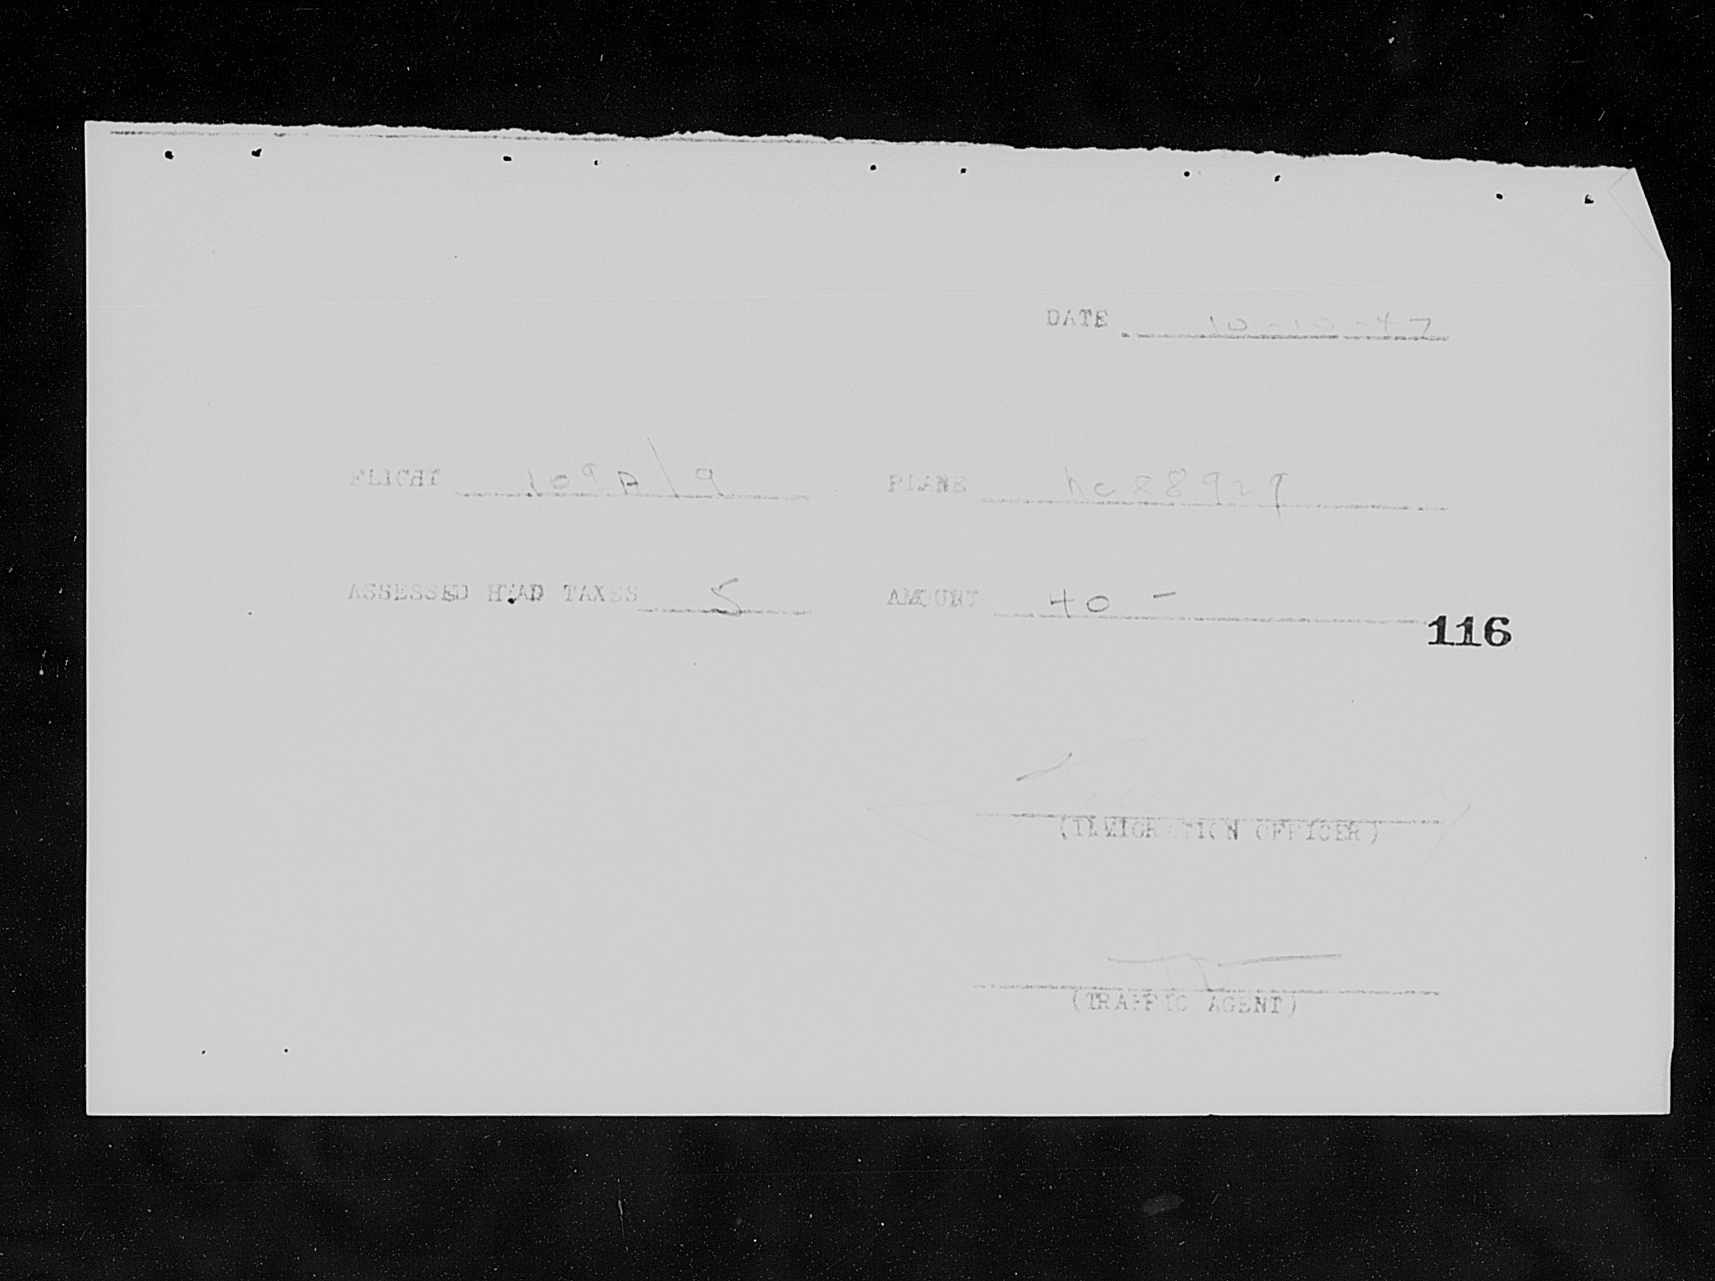 DATE 10-10-47
FLIGHT 109A/9 PLANE NC88929
ASSESSED HEAD TAXES 5 AMOUNT 40 -
116
(IMMIGRATION OFFICER)
(TRAFFIC AGENT)